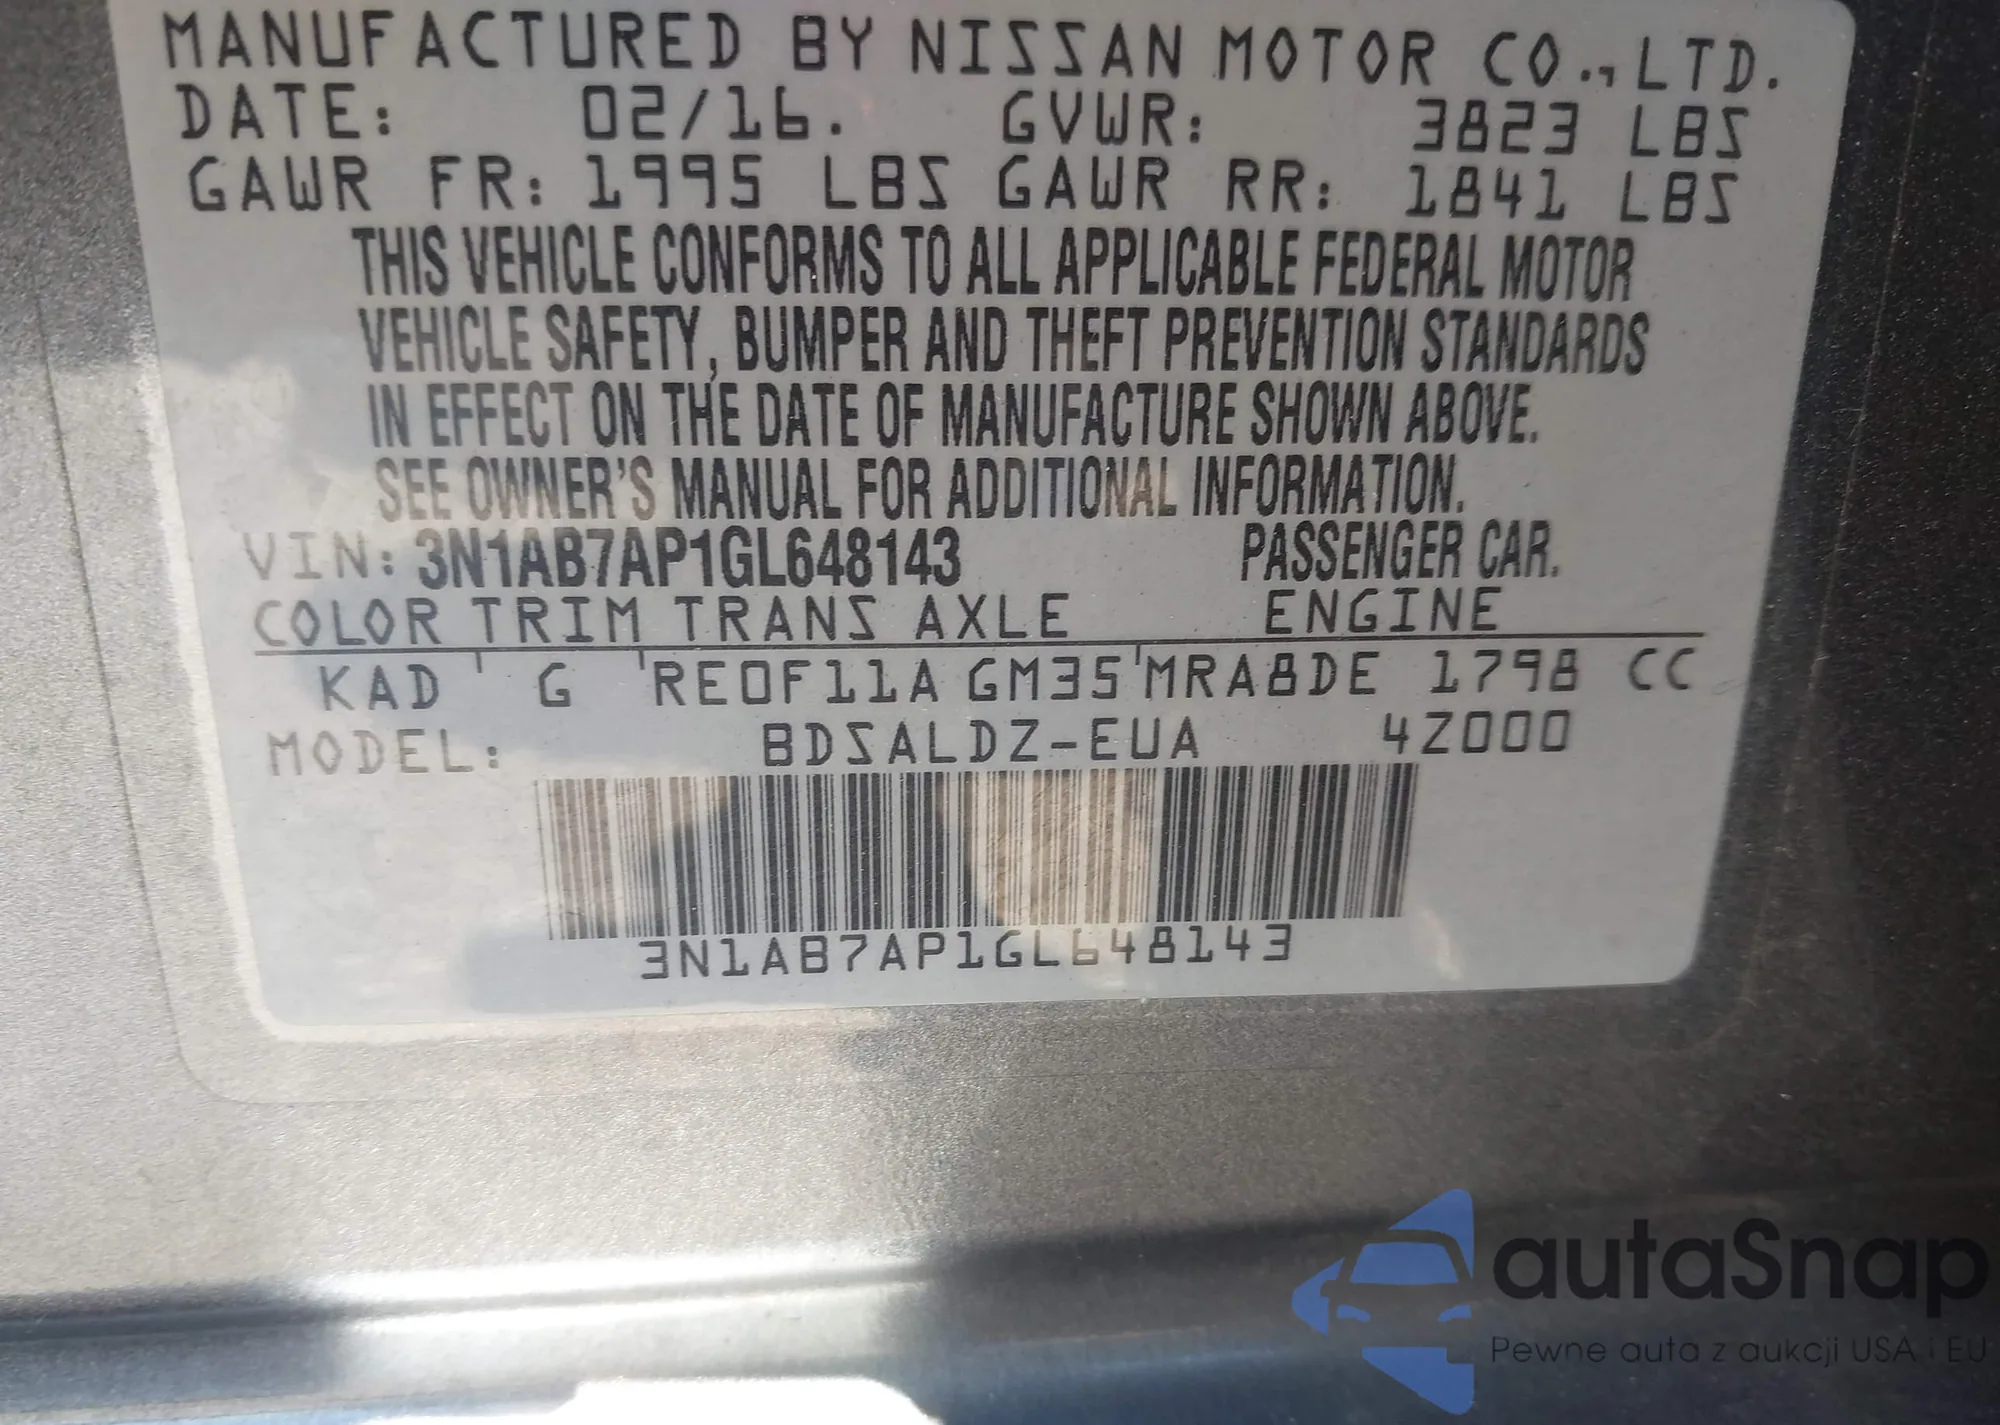 MANUFACTURED BY NISSAN MOTOR CO., LTD.
DATE: 02/16. GVWR: 3823 LBS
GAWR FR: 1995 LBS GAWR RR: 1841 LBS
THIS VEHICLE CONFORMS TO ALL APPLICABLE FEDERAL MOTOR
VEHICLE SAFETY, BUMPER AND THEFT PREVENTION STANDARDS
IN EFFECT ON THE DATE OF MANUFACTURE SHOWN ABOVE.
SEE OWNER'S MANUAL FOR ADDITIONAL INFORMATION.
VIN: 3N1AB7AP1GL648143 PASSENGER CAR.
COLOR TRIM TRANS AXLE ENGINE
KAD G RE0F11A GM35 MRA8DE 1798 CC
MODEL: BDSALDZ-EUA 4Z000
3N1AB7AP1GL648143
autaSnap
Pewne auta z aukcji USA i EU